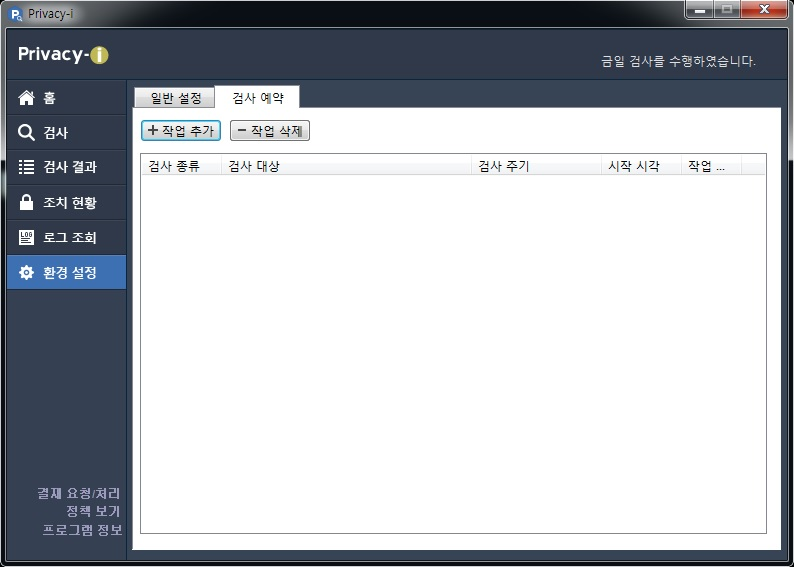 Privacy-i
Privacy-i
금일 검사를 수행하였습니다.
홈
검사
검사 결과
조치 현황
LOG
로그 조회
환경 설정
일반 설정
검사 예약
+ 작업 추가
− 작업 삭제
검사 종류
검사 대상
검사 주기
시작 시각
작업 ...
결재 요청/처리
정책 보기
프로그램 정보